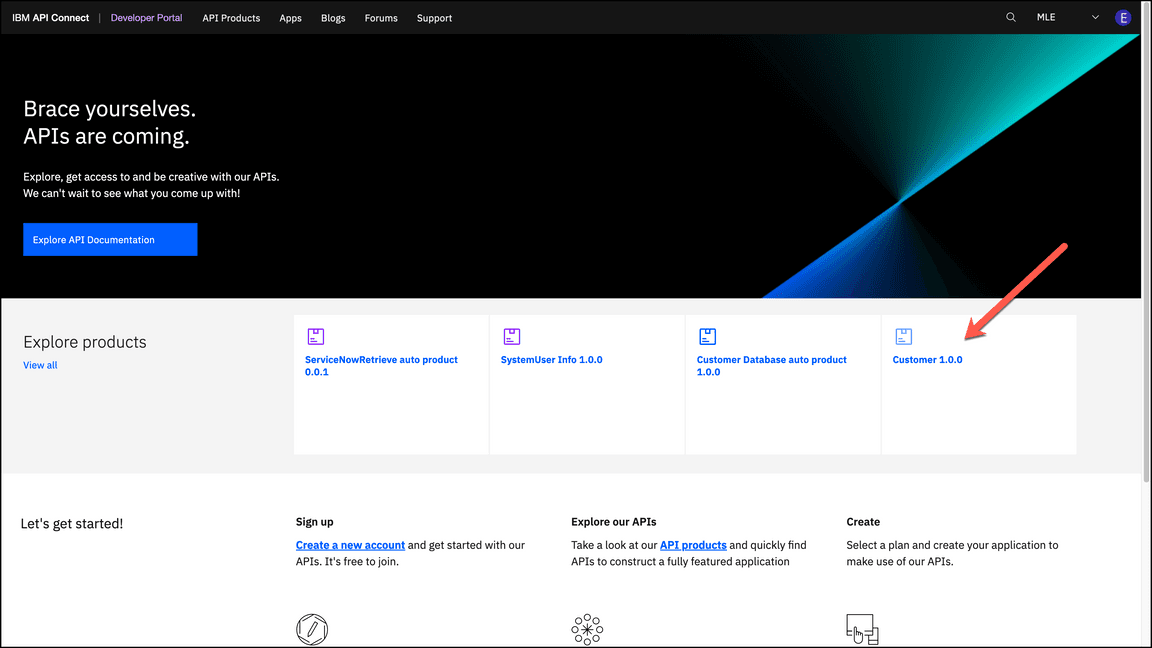 IBM API Connect | Developer Portal API Products Apps Blogs Forums Support MLE E
Brace yourselves.
APIs are coming.
Explore, get access to and be creative with our APIs.
We can't wait to see what you come up with!
Explore API Documentation
Explore products
View all
ServiceNowRetrieve auto product
0.0.1
SystemUser Info 1.0.0
Customer Database auto product
1.0.0
Customer 1.0.0
Let's get started!
Sign up
Create a new account and get started with our
APIs. It's free to join.
Explore our APIs
Take a look at our API products and quickly find
APIs to construct a fully featured application
Create
Select a plan and create your application to
make use of our APIs.